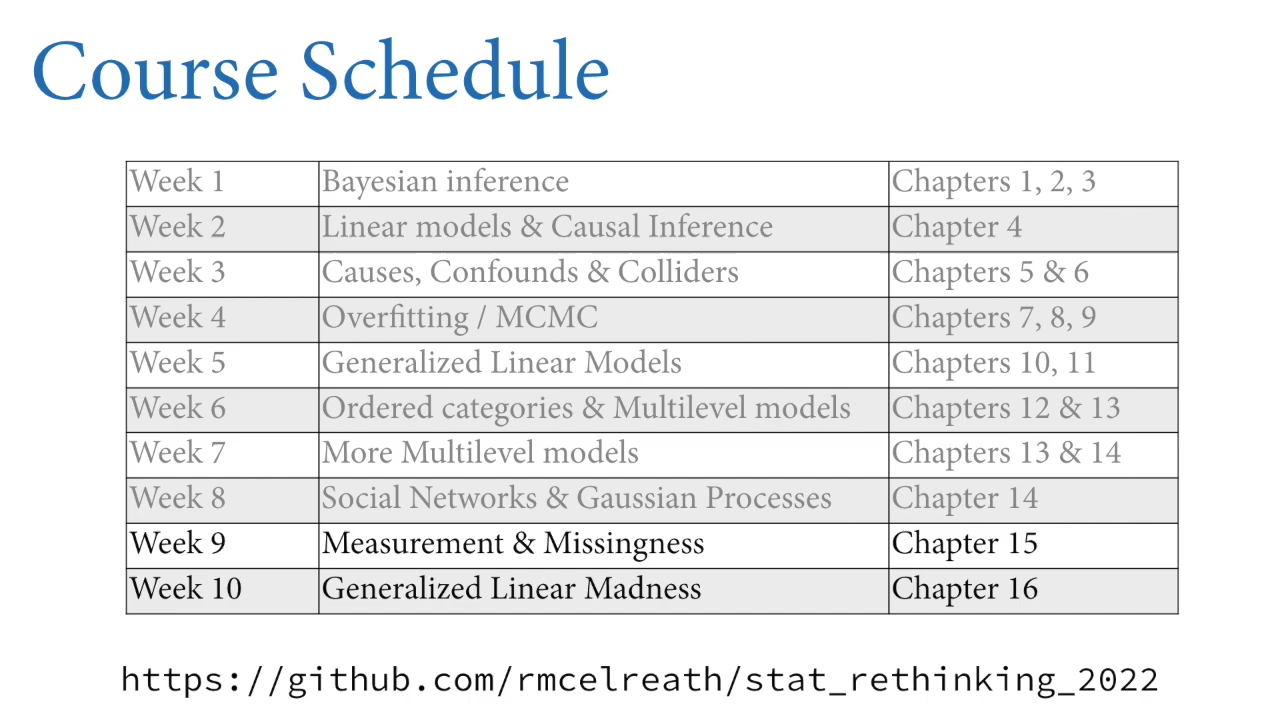 Course Schedule
Week 1 Bayesian inference Chapters 1, 2, 3
Week 2 Linear models & Causal Inference Chapter 4
Week 3 Causes, Confounds & Colliders Chapters 5 & 6
Week 4 Overfitting / MCMC Chapters 7, 8, 9
Week 5 Generalized Linear Models Chapters 10, 11
Week 6 Ordered categories & Multilevel models Chapters 12 & 13
Week 7 More Multilevel models Chapters 13 & 14
Week 8 Social Networks & Gaussian Processes Chapter 14
Week 9 Measurement & Missingness Chapter 15
Week 10 Generalized Linear Madness Chapter 16
https://github.com/rmcelreath/stat_rethinking_2022